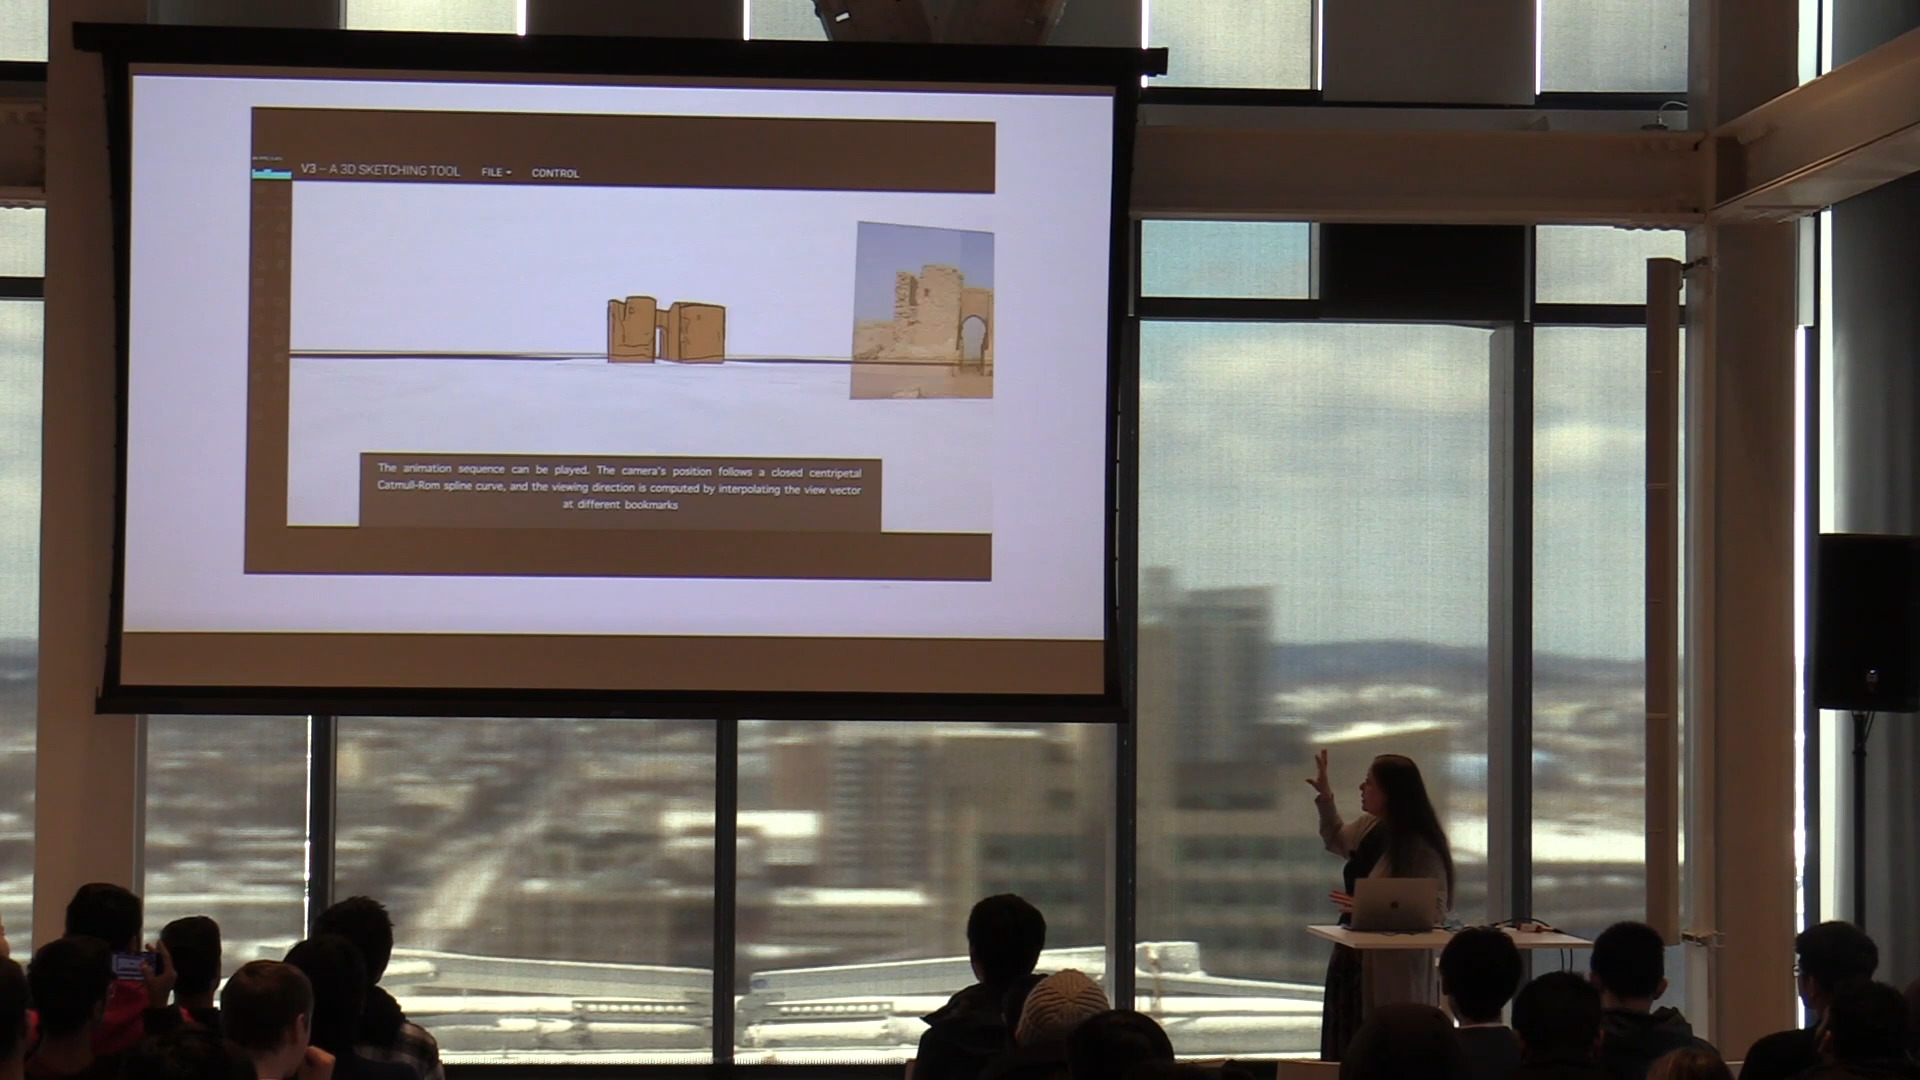 V3 – A 3D SKETCHING TOOL FILE CONTROL
The animation sequence can be played. The camera's position follows a closed centripetal
Catmull-Rom spline curve, and the viewing direction is computed by interpolating the view vector
at different bookmarks